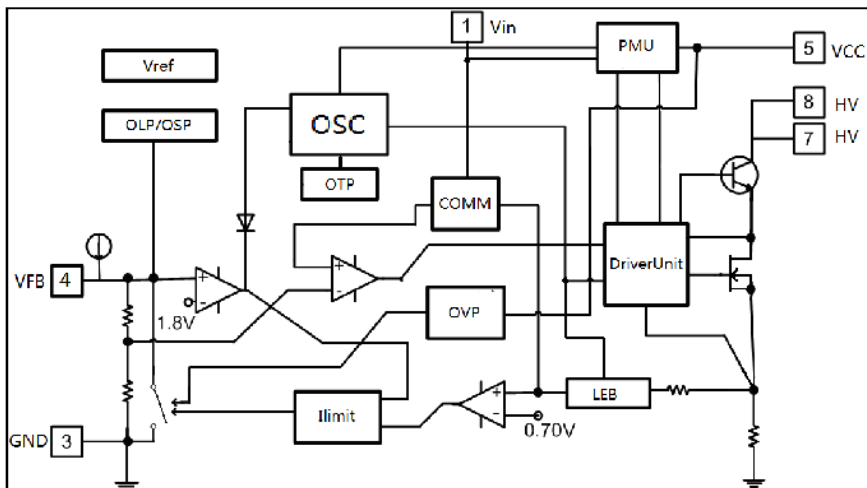 1 Vin
PMU
5 VCC
Vref
8 HV
OLP/OSP
OSC
7 HV
OTP
COMM
+
-
VFB 4
+
-
1.8V
DriverUnit
OVP
Ilimit
+
-
LEB
0.70V
GND 3